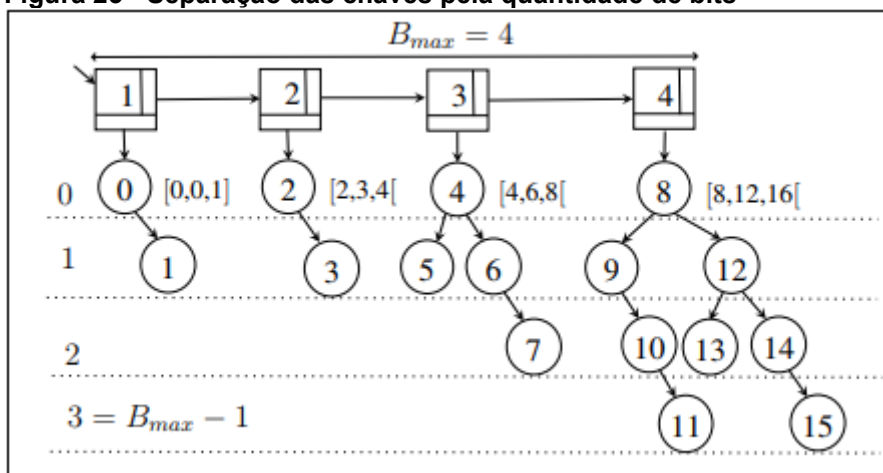 Figura 26 - Separação das chaves pela quantidade de bits
B_max = 4
1 2 3 4
0 0 [0,0,1] 2 [2,3,4[ 4 [4,6,8[ 8 [8,12,16[
1 1 3 5 6 9 12
2 7 10 13 14
3 = B_max − 1 11 15